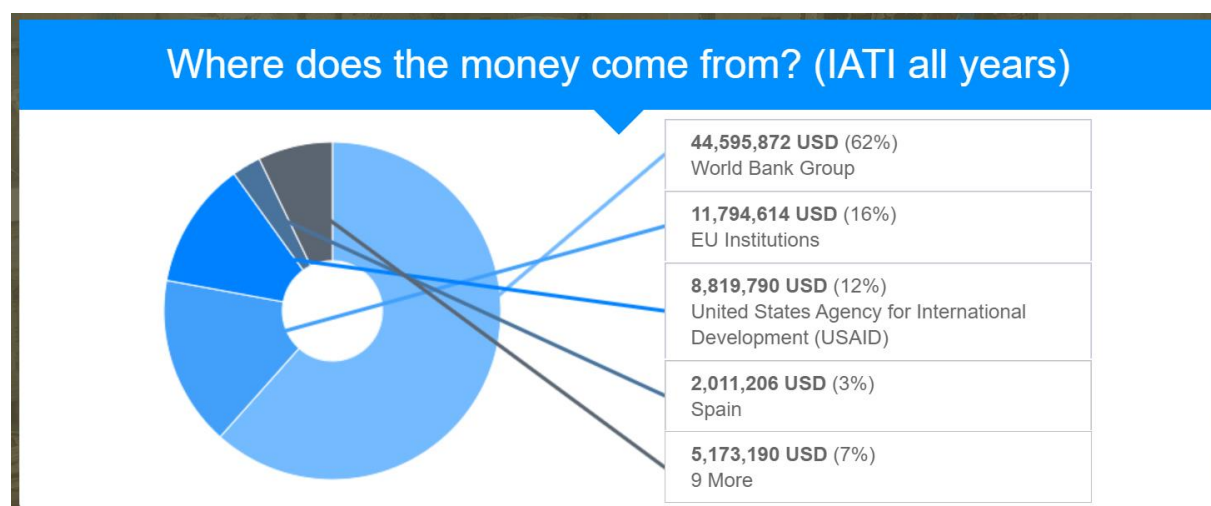 Where does the money come from? (IATI all years)
44,595,872 USD (62%)
World Bank Group
11,794,614 USD (16%)
EU Institutions
8,819,790 USD (12%)
United States Agency for International
Development (USAID)
2,011,206 USD (3%)
Spain
5,173,190 USD (7%)
9 More